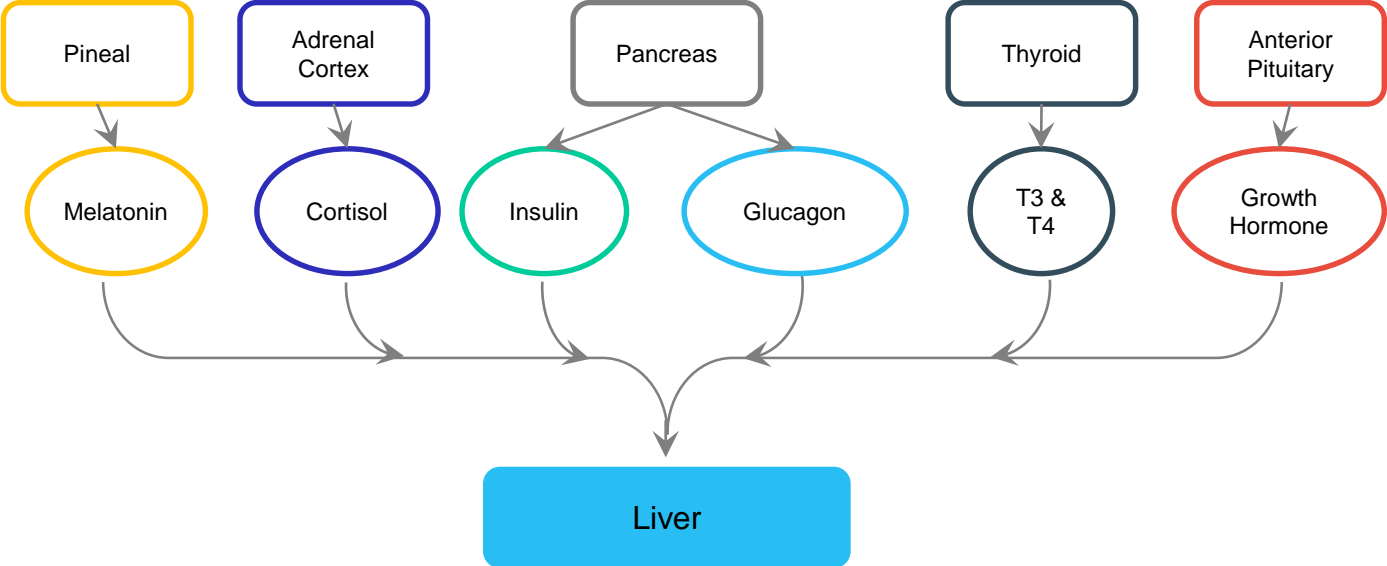 Pineal
Adrenal
Cortex
Pancreas
Thyroid
Anterior
Pituitary
Melatonin
Cortisol
Insulin
Glucagon
T3 &
T4
Growth
Hormone
Liver